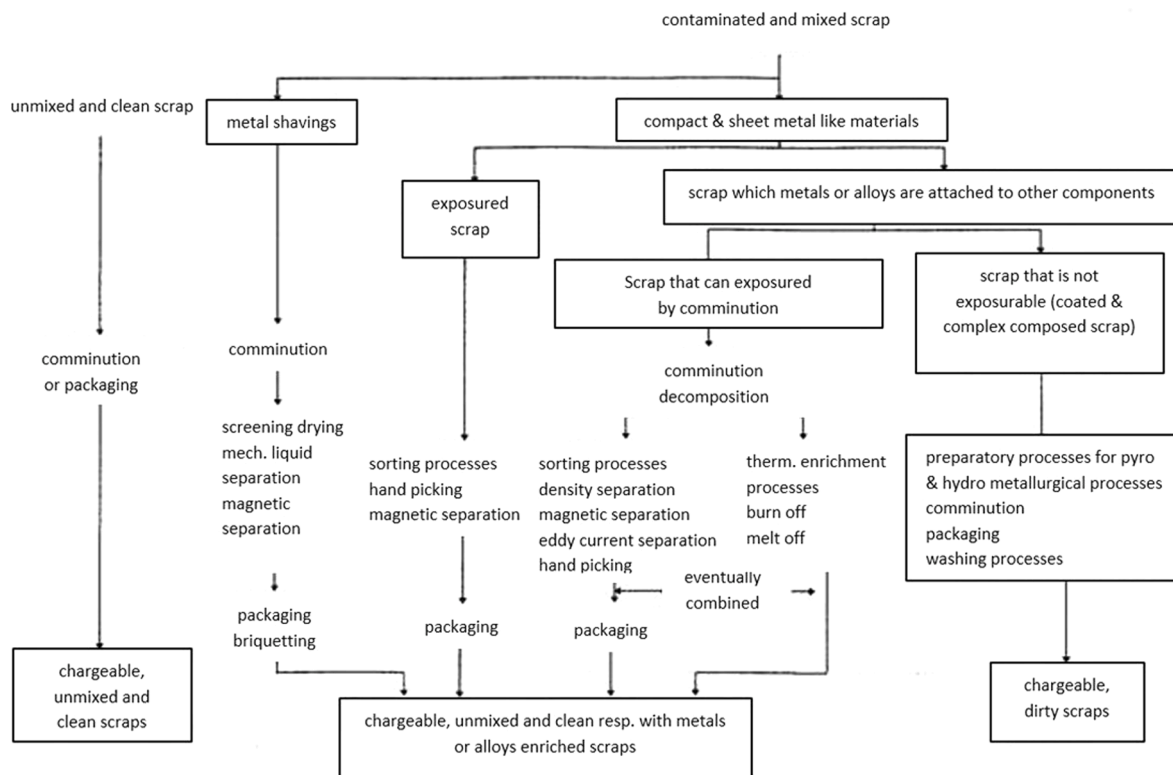 contaminated and mixed scrap
unmixed and clean scrap
metal shavings
compact & sheet metal like materials
exposured
scrap
scrap which metals or alloys are attached to other components
Scrap that can exposured
by comminution
scrap that is not
exposurable (coated &
complex composed scrap)
comminution
or packaging
comminution
comminution
decomposition
screening drying
mech. liquid
separation
magnetic
separation
sorting processes
hand picking
magnetic separation
sorting processes
density separation
magnetic separation
eddy current separation
hand picking
therm. enrichment
processes
burn off
melt off
preparatory processes for pyro
& hydro metallurgical processes
comminution
packaging
washing processes
eventually
combined
packaging
briquetting
packaging
packaging
chargeable,
unmixed and
clean scraps
chargeable, unmixed and clean resp. with metals
or alloys enriched scraps
chargeable,
dirty scraps